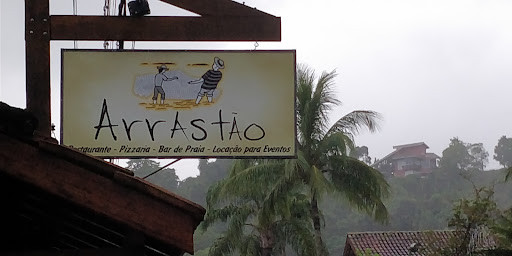 ArrAstão
Restaurante - Pizzaria - Bar de Praia - Locação para Eventos